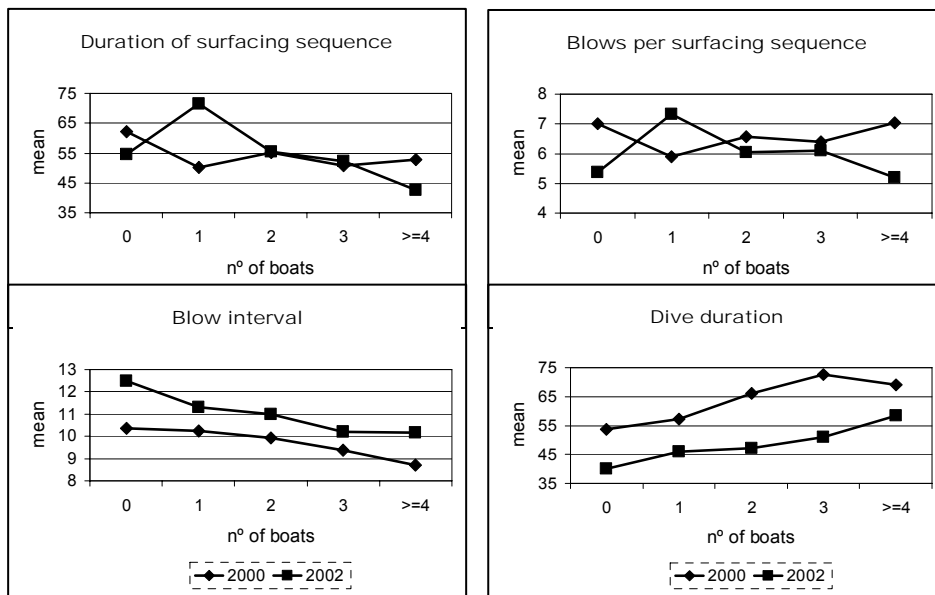 Duration of surfacing sequence
75
65
55
45
35
mean
0 1 2 3 >=4
nº of boats
Blows per surfacing sequence
8
7
6
5
4
mean
0 1 2 3 >=4
nº of boats
Blow interval
13
12
11
10
9
8
mean
0 1 2 3 >=4
nº of boats
2000 2002
Dive duration
75
65
55
45
35
mean
0 1 2 3 >=4
nº of boats
2000 2002